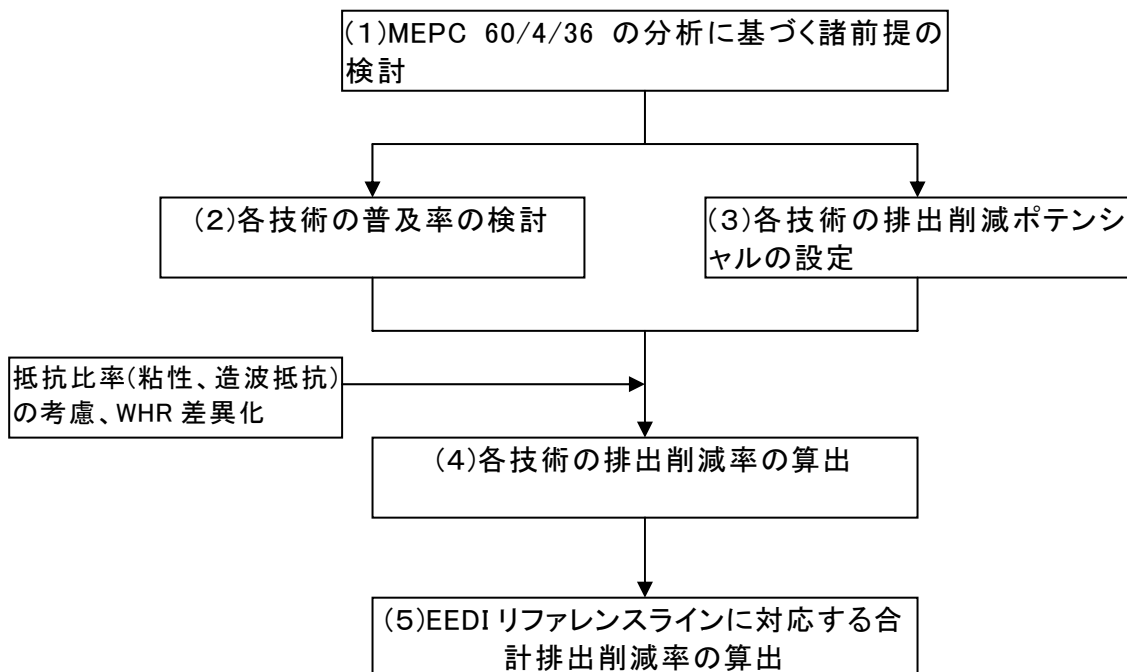 (1)MEPC 60/4/36 の分析に基づく諸前提の
検討
(2)各技術の普及率の検討
(3)各技術の排出削減ポテンシ
ャルの設定
抵抗比率(粘性、造波抵抗)
の考慮、WHR 差異化
(4)各技術の排出削減率の算出
(5)EEDI リファレンスラインに対応する合
計排出削減率の算出